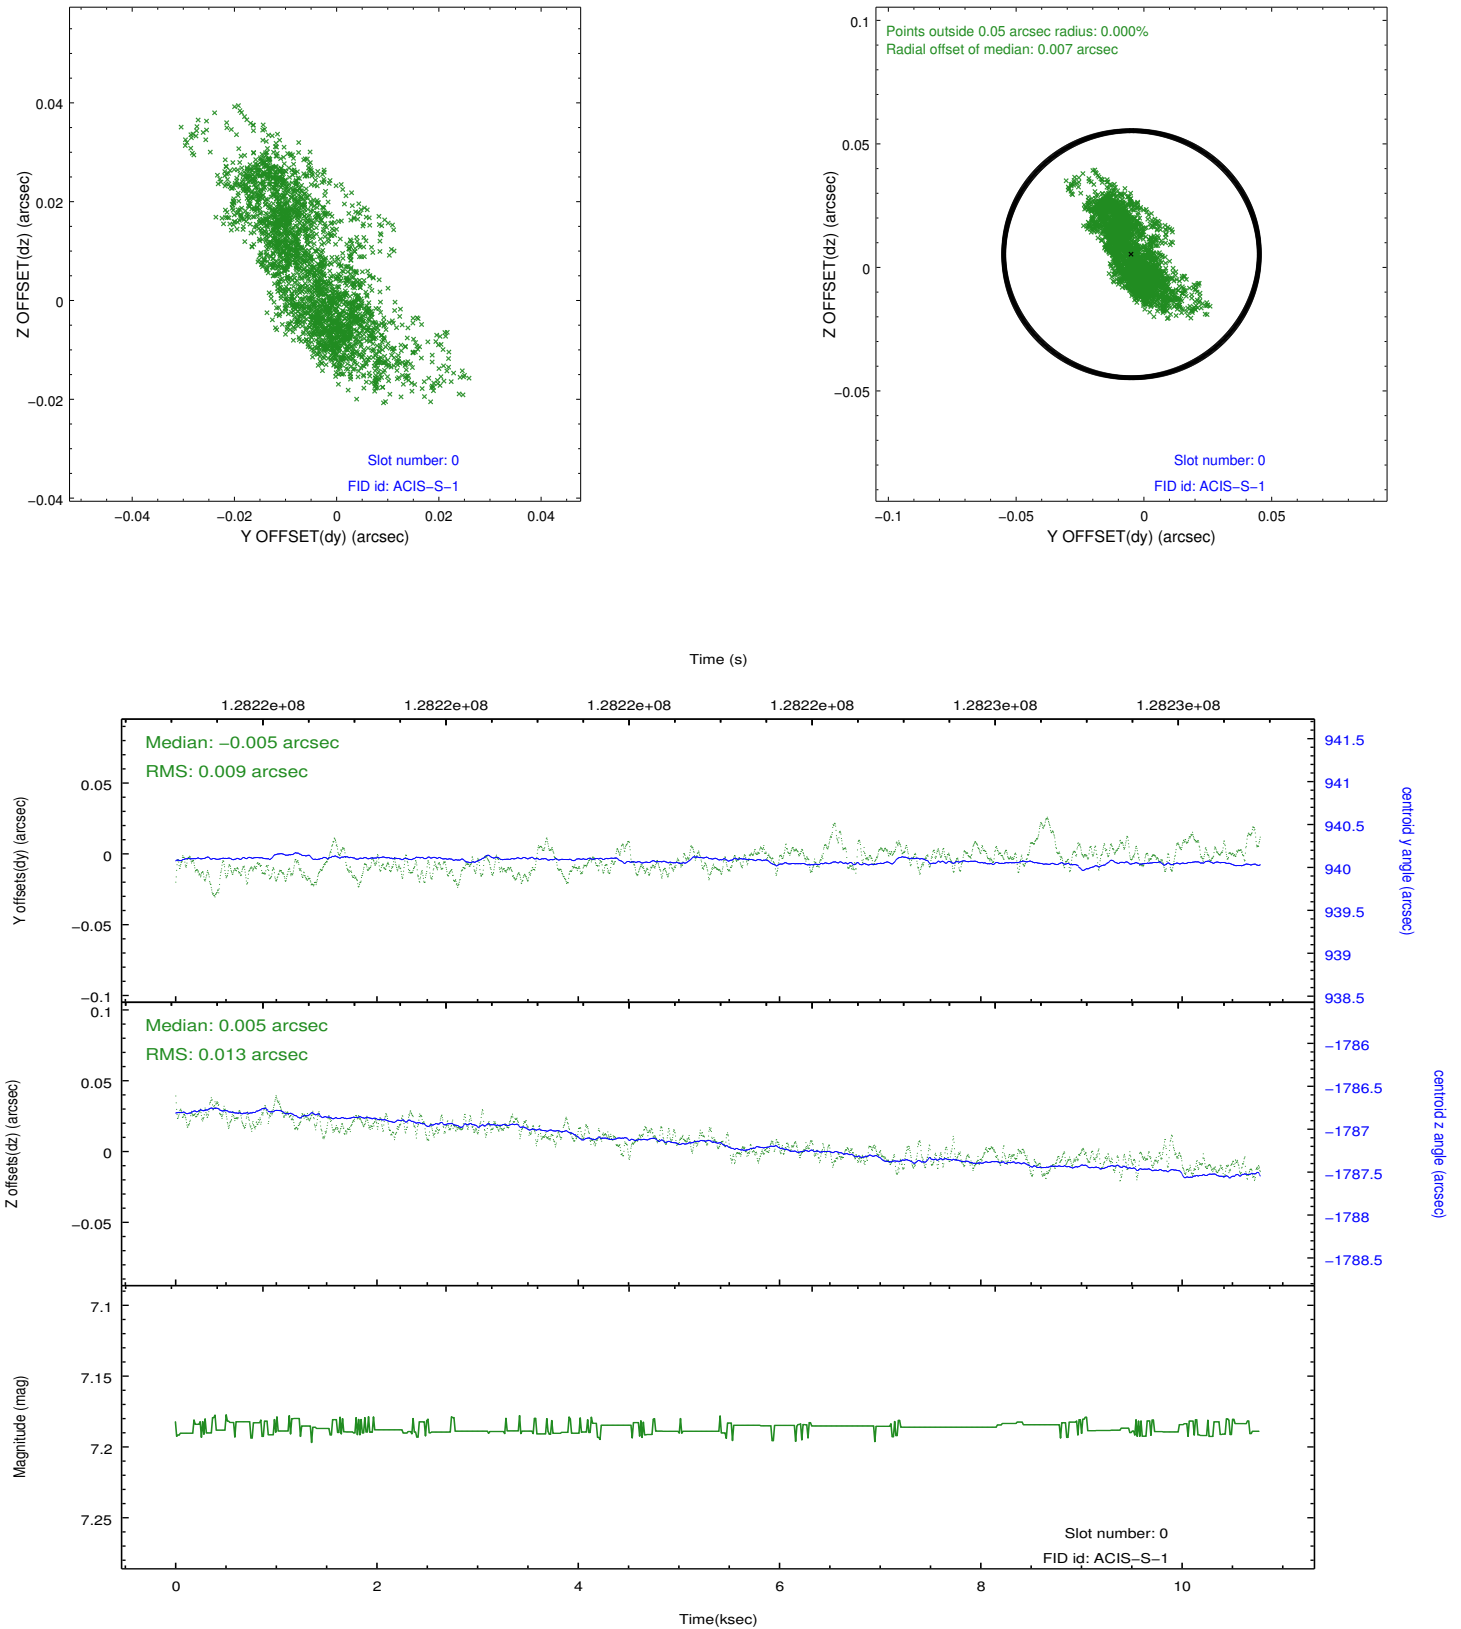 0.04
0.02
0
−0.02
−0.04
Z OFFSET(dz) (arcsec)
Slot number: 0
FID id: ACIS−S−1
−0.04 −0.02 0 0.02 0.04
Y OFFSET(dy) (arcsec)
Points outside 0.05 arcsec radius: 0.000%
Radial offset of median: 0.007 arcsec
0.1
0.05
0
−0.05
Z OFFSET(dz) (arcsec)
Slot number: 0
FID id: ACIS−S−1
−0.1 −0.05 0 0.05
Y OFFSET(dy) (arcsec)
Time (s)
1.2822e+08 1.2822e+08 1.2822e+08 1.2822e+08 1.2823e+08 1.2823e+08
Median: −0.005 arcsec
RMS: 0.009 arcsec
0.05
0
−0.05
−0.1
Y offsets(dy) (arcsec)
941.5
941
940.5
940
939.5
939
938.5
centroid y angle (arcsec)
Median: 0.005 arcsec
RMS: 0.013 arcsec
0.1
0.05
0
−0.05
Z offsets(dz) (arcsec)
−1786
−1786.5
−1787
−1787.5
−1788
−1788.5
centroid z angle (arcsec)
7.1
7.15
7.2
7.25
Magnitude (mag)
Slot number: 0
FID id: ACIS−S−1
0 2 4 6 8 10
Time(ksec)